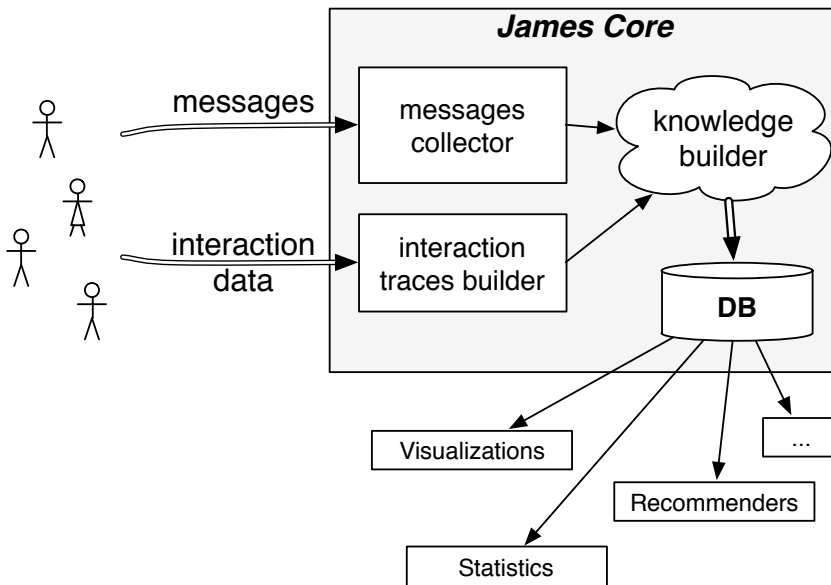 James Core
messages
messages
collector
knowledge
builder
interaction
data
interaction
traces builder
DB
Visualizations
...
Recommenders
Statistics